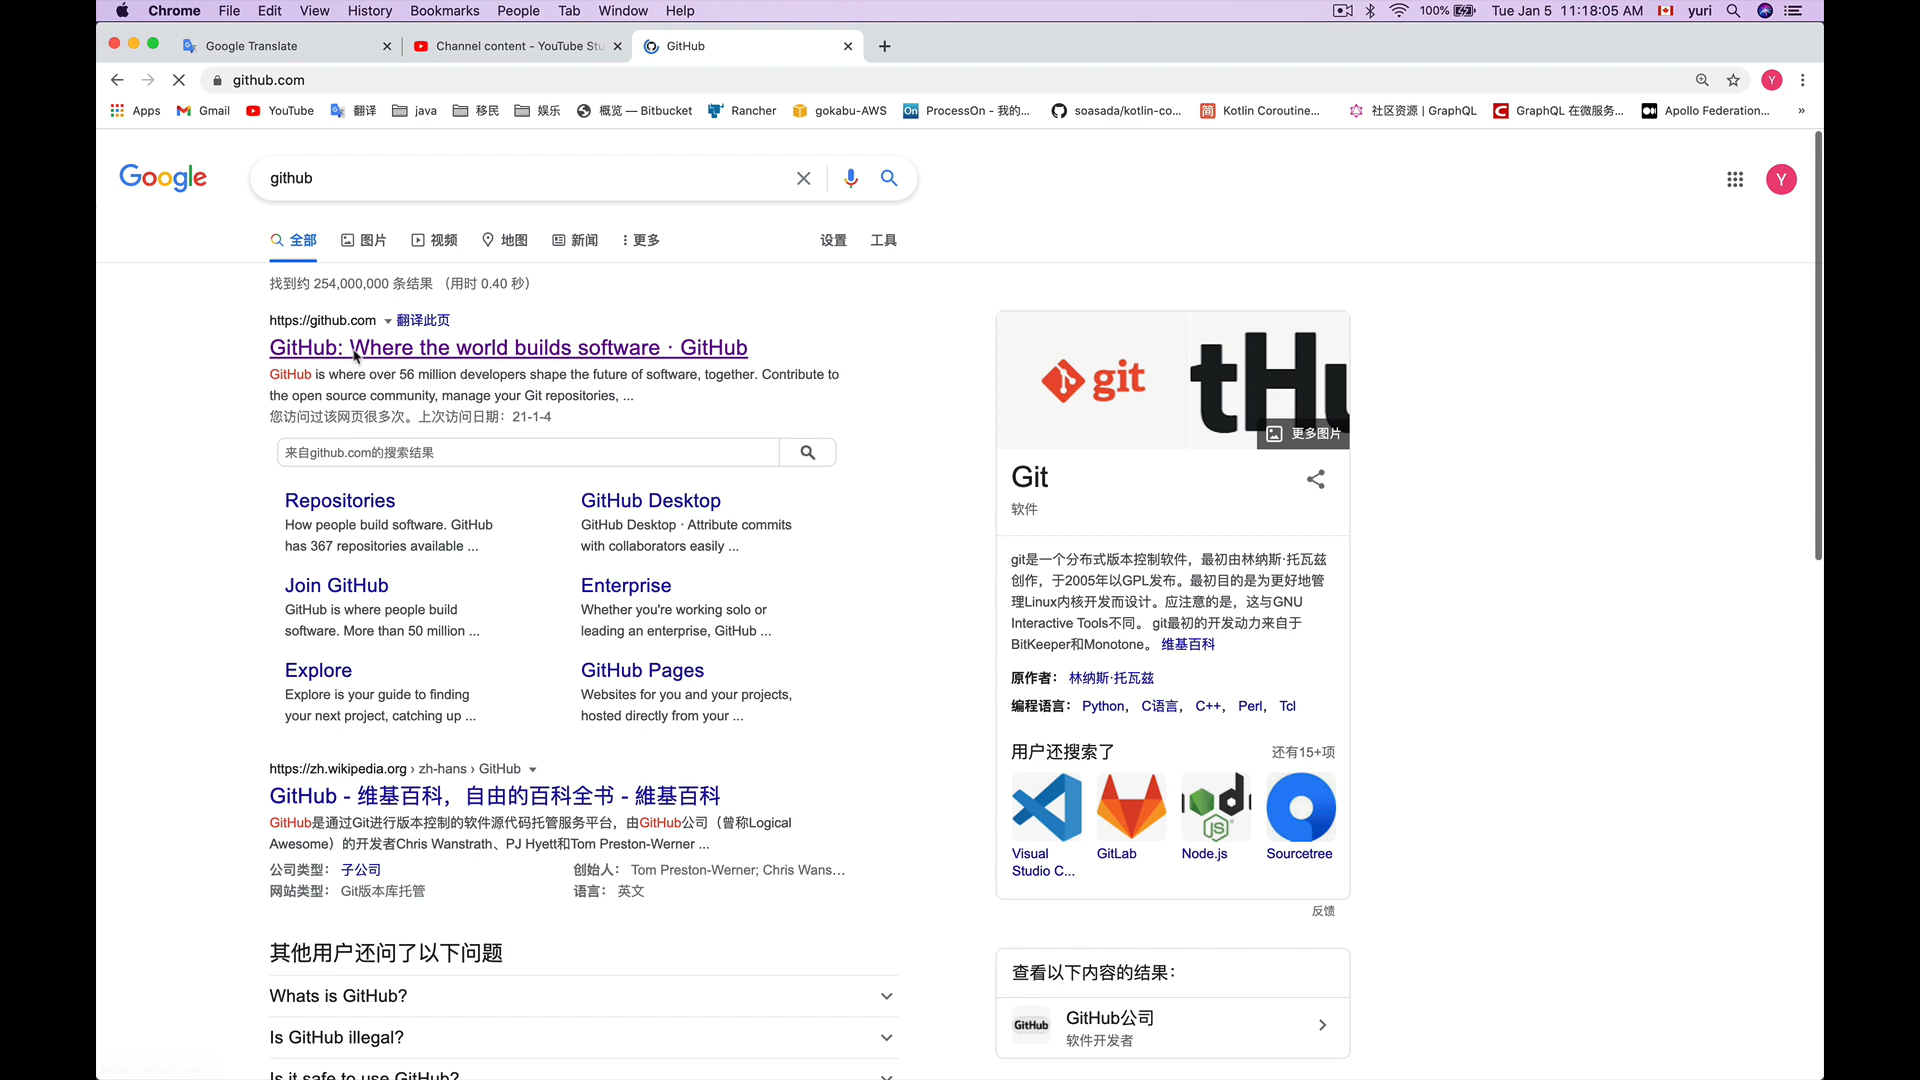 Chrome File Edit View History Bookmarks People Tab Window Help 100% Tue Jan 5 11:18:05 AM yuri
Google Translate Channel content - YouTube Stu GitHub
github.com Y
Apps Gmail YouTube 翻译 java 移民 娱乐 概览 — Bitbucket Rancher gokabu-AWS ProcessOn - 我的... soasada/kotlin-co... Kotlin Coroutine... 社区资源 | GraphQL GraphQL 在微服务... Apollo Federation... »
Google github Y
全部 图片 视频 地图 新闻 更多 设置 工具
找到约 254,000,000 条结果 （用时 0.40 秒）
https://github.com 翻译此页
GitHub: Where the world builds software · GitHub
GitHub is where over 56 million developers shape the future of software, together. Contribute to
the open source community, manage your Git repositories, ...
您访问过该网页很多次。上次访问日期：21-1-4
来自github.com的搜索结果
Repositories
How people build software. GitHub
has 367 repositories available ...
GitHub Desktop
GitHub Desktop · Attribute commits
with collaborators easily ...
Join GitHub
GitHub is where people build
software. More than 50 million ...
Enterprise
Whether you're working solo or
leading an enterprise, GitHub ...
Explore
Explore is your guide to finding
your next project, catching up ...
GitHub Pages
Websites for you and your projects,
hosted directly from your ...
https://zh.wikipedia.org › zh-hans › GitHub
GitHub - 维基百科，自由的百科全书 - 維基百科
GitHub是通过Git进行版本控制的软件源代码托管服务平台，由GitHub公司（曾称Logical
Awesome）的开发者Chris Wanstrath、PJ Hyett和Tom Preston-Werner ...
公司类型： 子公司 创始人： Tom Preston-Werner; Chris Wans...
网站类型： Git版本库托管 语言： 英文
其他用户还问了以下问题
Whats is GitHub?
Is GitHub illegal?
Is it safe to use GitHub?
git
tHu
更多图片
Git
软件
git是一个分布式版本控制软件，最初由林纳斯·托瓦兹
创作，于2005年以GPL发布。最初目的是为更好地管
理Linux内核开发而设计。应注意的是，这与GNU
Interactive Tools不同。 git最初的开发动力来自于
BitKeeper和Monotone。 维基百科
原作者： 林纳斯·托瓦兹
编程语言： Python， C语言， C++， Perl， Tcl
用户还搜索了 还有15+项
Visual
Studio C...
GitLab
Node.js
Sourcetree
反馈
查看以下内容的结果：
GitHub
GitHub公司
软件开发者